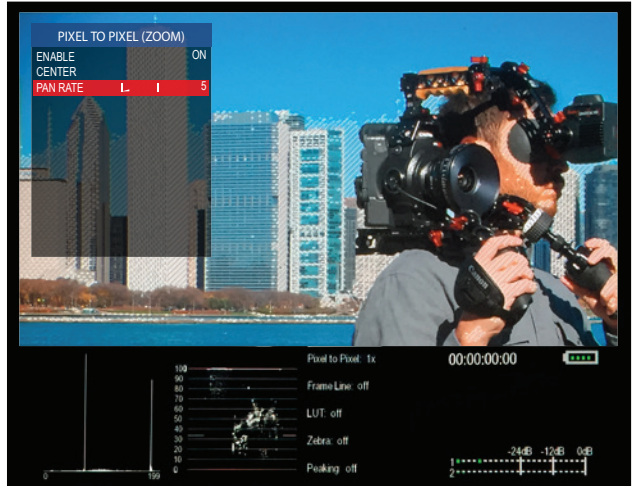 PIXEL TO PIXEL (ZOOM)
ENABLE ON
CENTER
PAN RATE 5
Canon
Pixel to Pixel: 1x
00:00:00:00
Frame Line: off
LUT: off
Zebra: off
Peaking off
100
90
80
70
60
50
40
30
20
10
0
0 199
-24dB -12dB 0dB
1
2